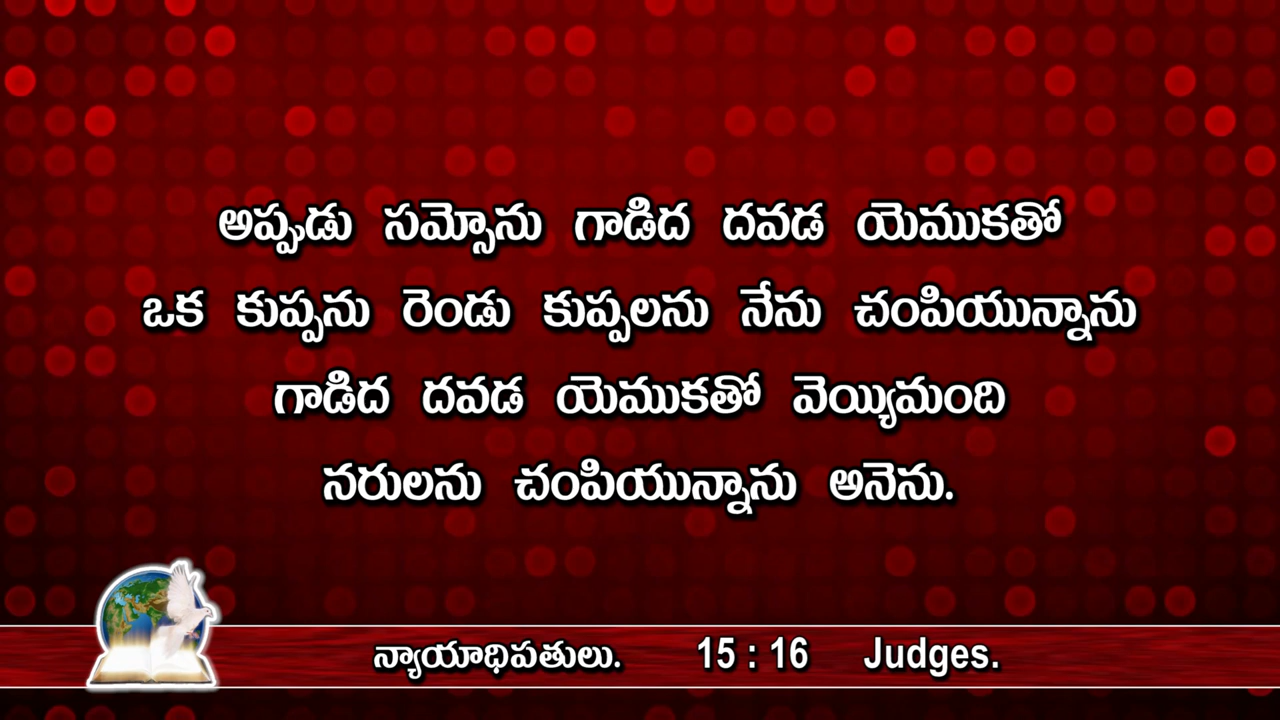 అప్పుడు సమ్సోను గాడిద దవడ యెముకతో
ఒక కుప్పను రెండు కుప్పలను నేను చంపియున్నాను
గాడిద దవడ యెముకతో వెయ్యిమంది
నరులను చంపియున్నాను అనెను.
న్యాయాధిపతులు. 15 : 16 Judges.